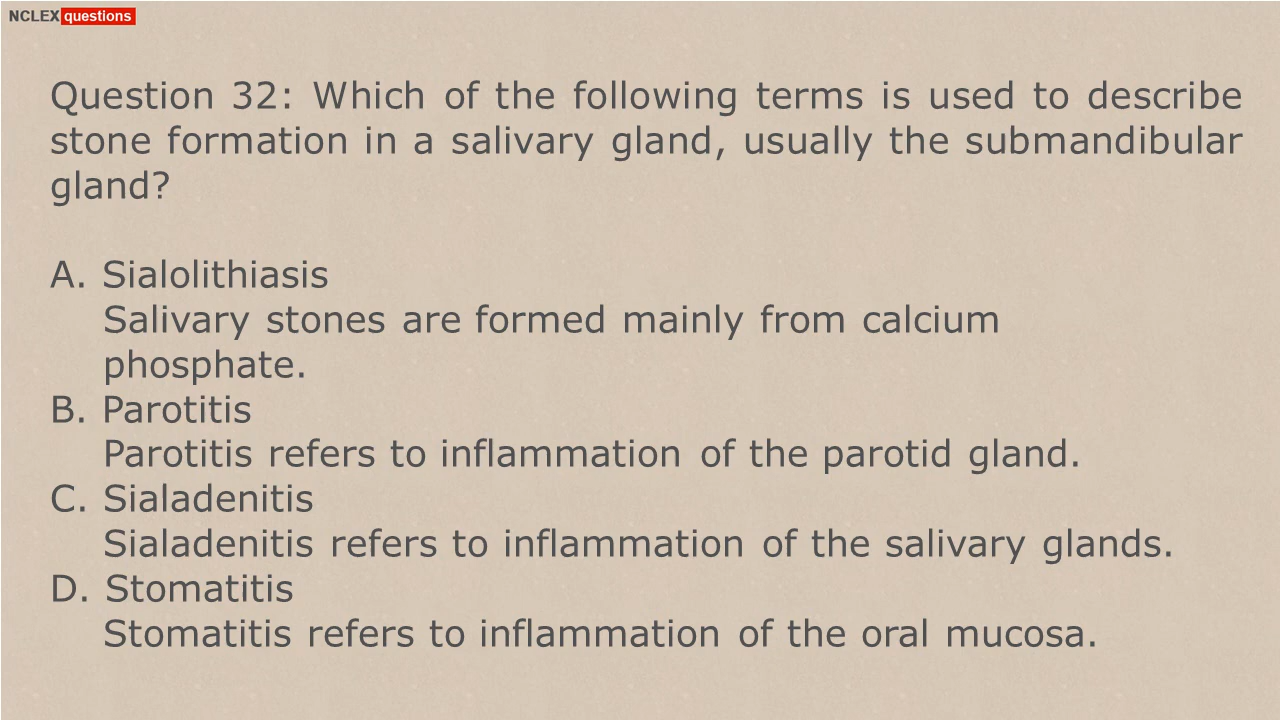 NCLEX questions
Question 32: Which of the following terms is used to describe
stone formation in a salivary gland, usually the submandibular
gland?
A. Sialolithiasis
Salivary stones are formed mainly from calcium
phosphate.
B. Parotitis
Parotitis refers to inflammation of the parotid gland.
C. Sialadenitis
Sialadenitis refers to inflammation of the salivary glands.
D. Stomatitis
Stomatitis refers to inflammation of the oral mucosa.